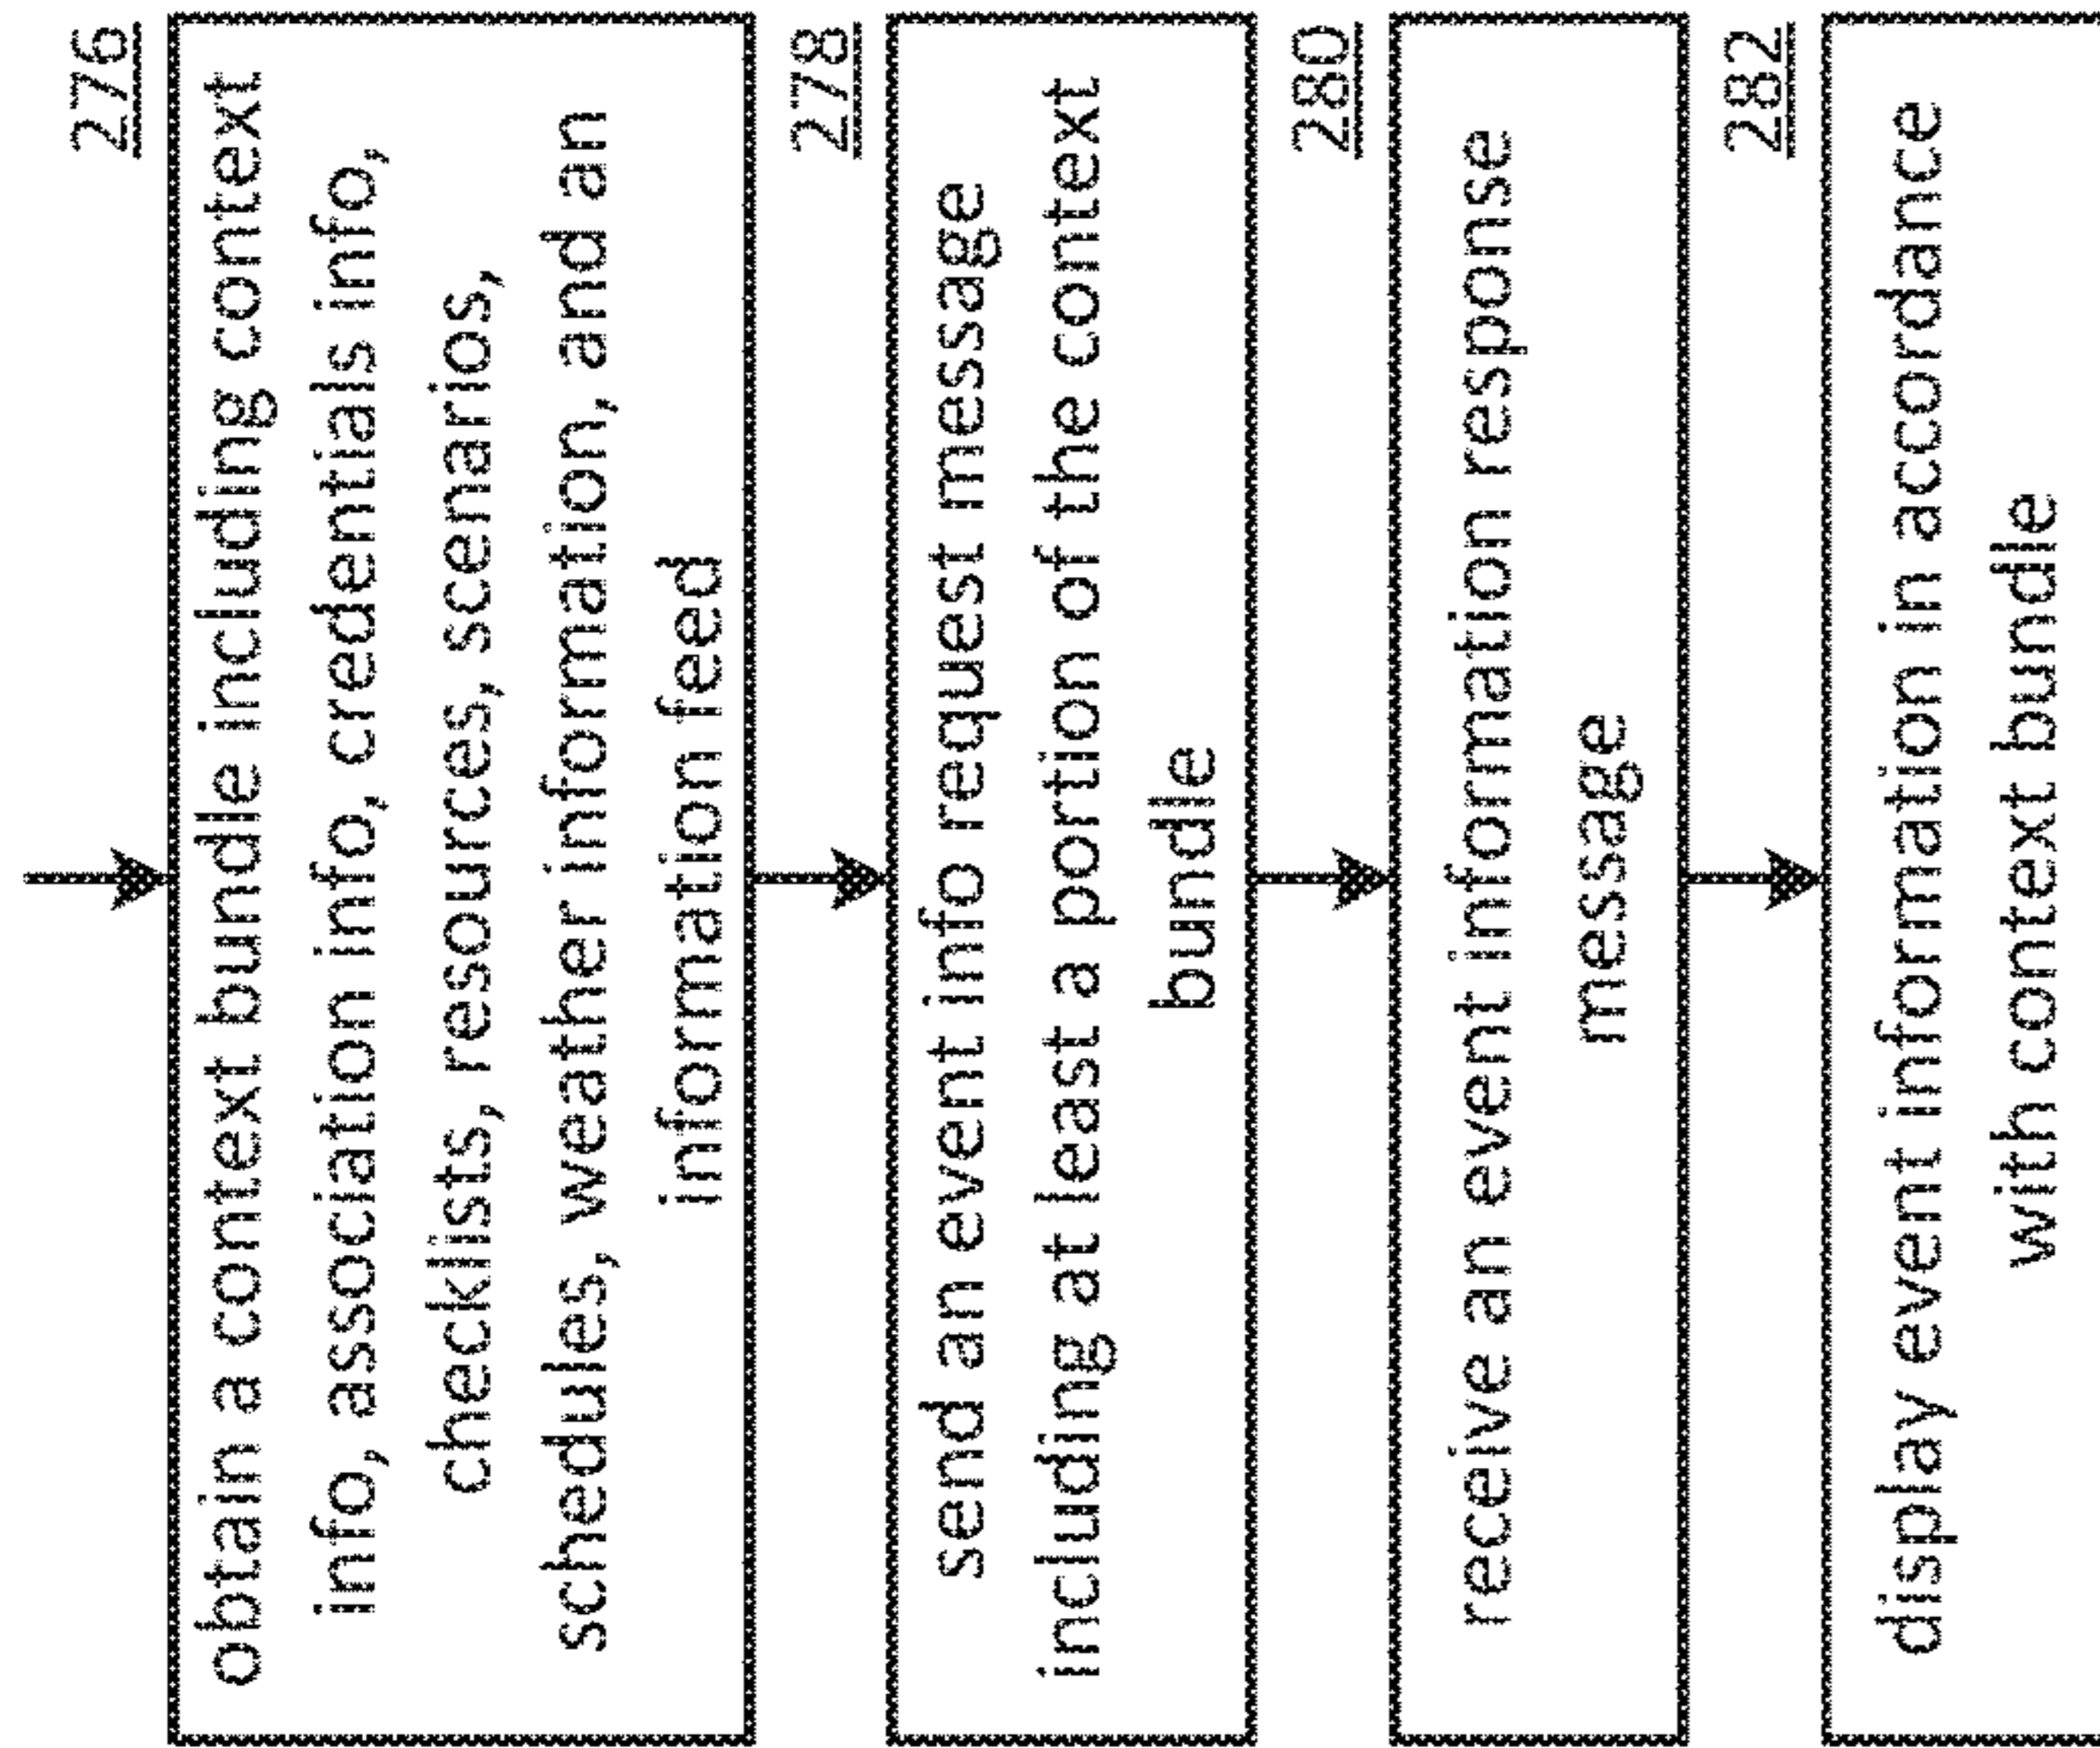 276
obtain a context bundle including context
info, association info, credentials info,
checklists, resources, scenarios,
schedules, weather information, and an
information feed
278
send an event info request message
including at least a portion of the context
bundle
280
receive an event information response
message
282
display event information in accordance
with context bundle